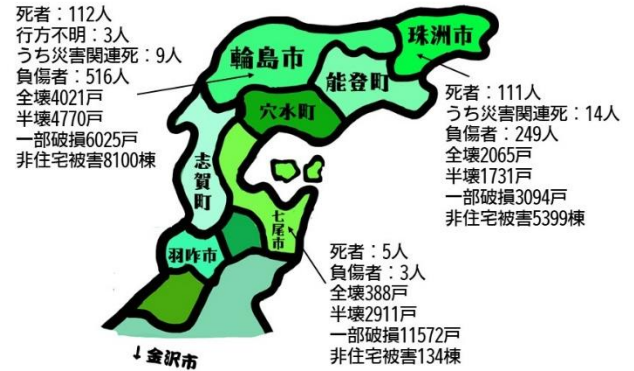 死者：112人
行方不明：3人
うち災害関連死：9人
負傷者：516人
全壊4021戸
半壊4770戸
一部破損6025戸
非住宅被害8100棟
輪島市
珠洲市
能登町
穴水町
死者：111人
うち災害関連死：14人
負傷者：249人
全壊2065戸
半壊1731戸
一部破損3094戸
非住宅被害5399棟
志賀町
七尾市
羽咋市
死者：5人
負傷者：3人
全壊388戸
半壊2911戸
一部破損11572戸
非住宅被害134棟
↓金沢市